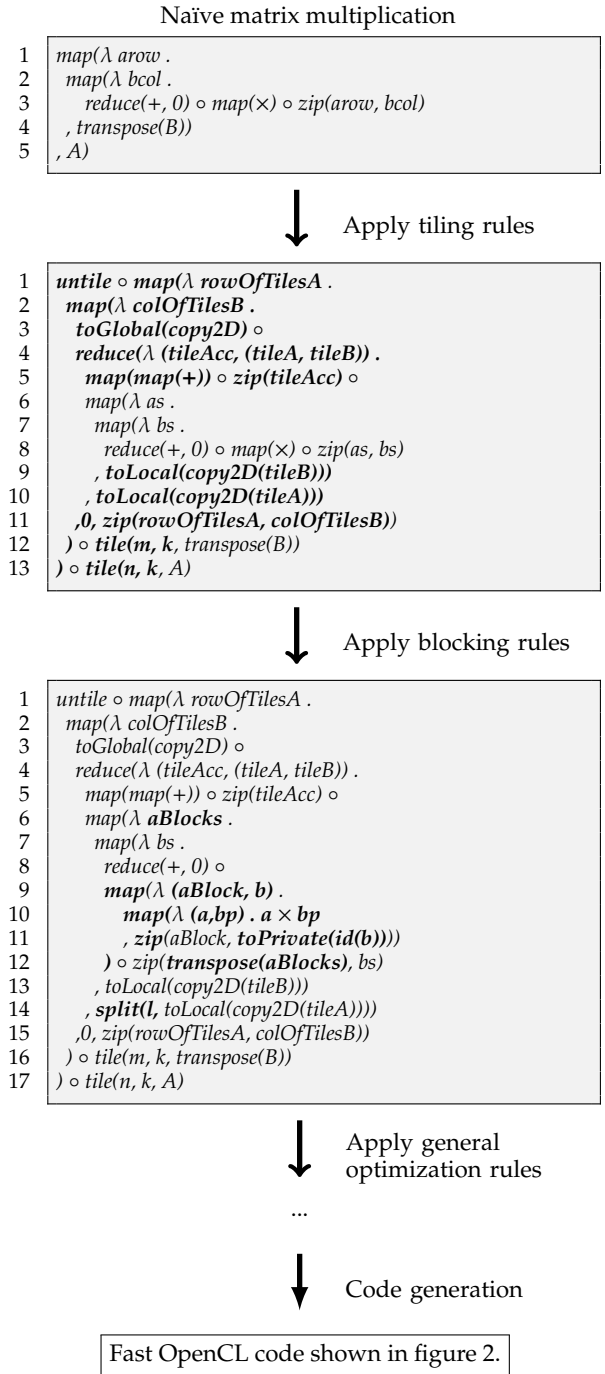 Naïve matrix multiplication
1 map(λ arow .
2 map(λ bcol .
3 reduce(+, 0) ∘ map(×) ∘ zip(arow, bcol)
4 , transpose(B))
5 , A)
Apply tiling rules
1 untile ∘ map(λ rowOfTilesA .
2 map(λ colOfTilesB .
3 toGlobal(copy2D) ∘
4 reduce(λ (tileAcc, (tileA, tileB)) .
5 map(map(+)) ∘ zip(tileAcc) ∘
6 map(λ as .
7 map(λ bs .
8 reduce(+, 0) ∘ map(×) ∘ zip(as, bs)
9 , toLocal(copy2D(tileB)))
10 , toLocal(copy2D(tileA)))
11 ,0, zip(rowOfTilesA, colOfTilesB))
12 ) ∘ tile(m, k, transpose(B))
13 ) ∘ tile(n, k, A)
Apply blocking rules
1 untile ∘ map(λ rowOfTilesA .
2 map(λ colOfTilesB .
3 toGlobal(copy2D) ∘
4 reduce(λ (tileAcc, (tileA, tileB)) .
5 map(map(+)) ∘ zip(tileAcc) ∘
6 map(λ aBlocks .
7 map(λ bs .
8 reduce(+, 0) ∘
9 map(λ (aBlock, b) .
10 map(λ (a,bp) . a × bp
11 , zip(aBlock, toPrivate(id(b))))
12 ) ∘ zip(transpose(aBlocks), bs)
13 , toLocal(copy2D(tileB)))
14 , split(l, toLocal(copy2D(tileA))))
15 ,0, zip(rowOfTilesA, colOfTilesB))
16 ) ∘ tile(m, k, transpose(B))
17 ) ∘ tile(n, k, A)
Apply general
optimization rules
...
Code generation
Fast OpenCL code shown in figure 2.